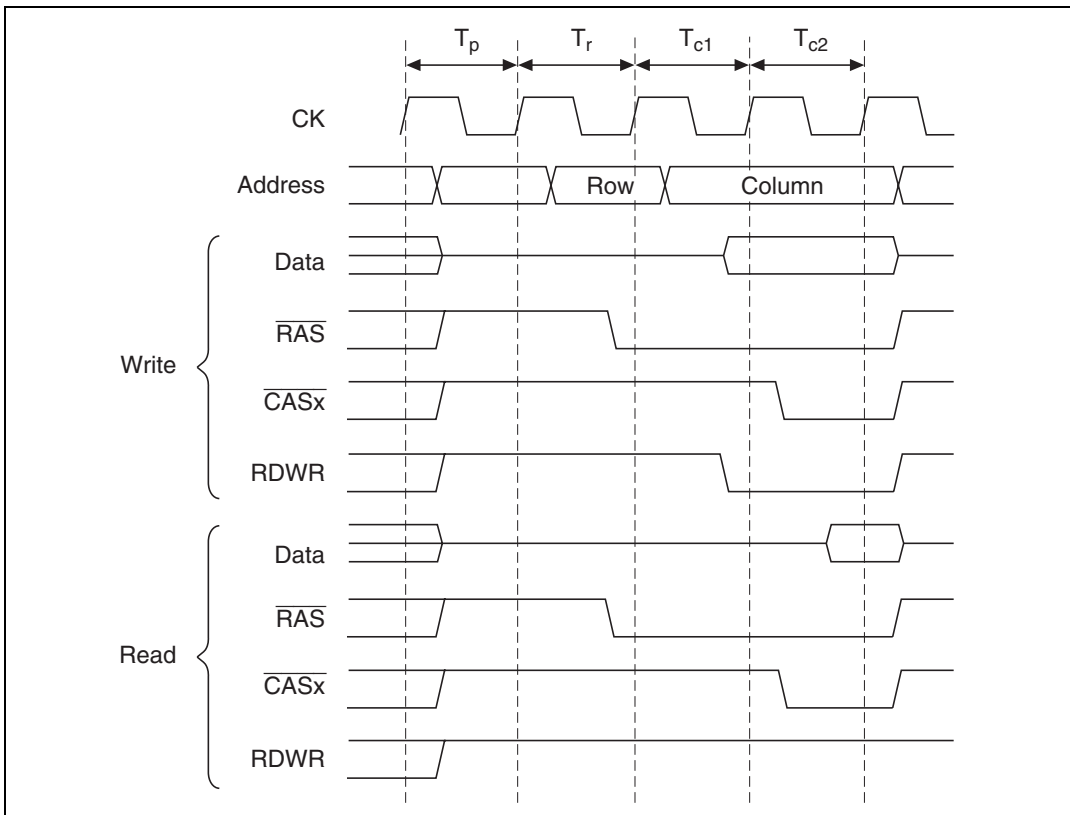 Tp Tr Tc1 Tc2
CK
Address Row Column
Write
Data
RAS
CASx
RDWR
Read
Data
RAS
CASx
RDWR